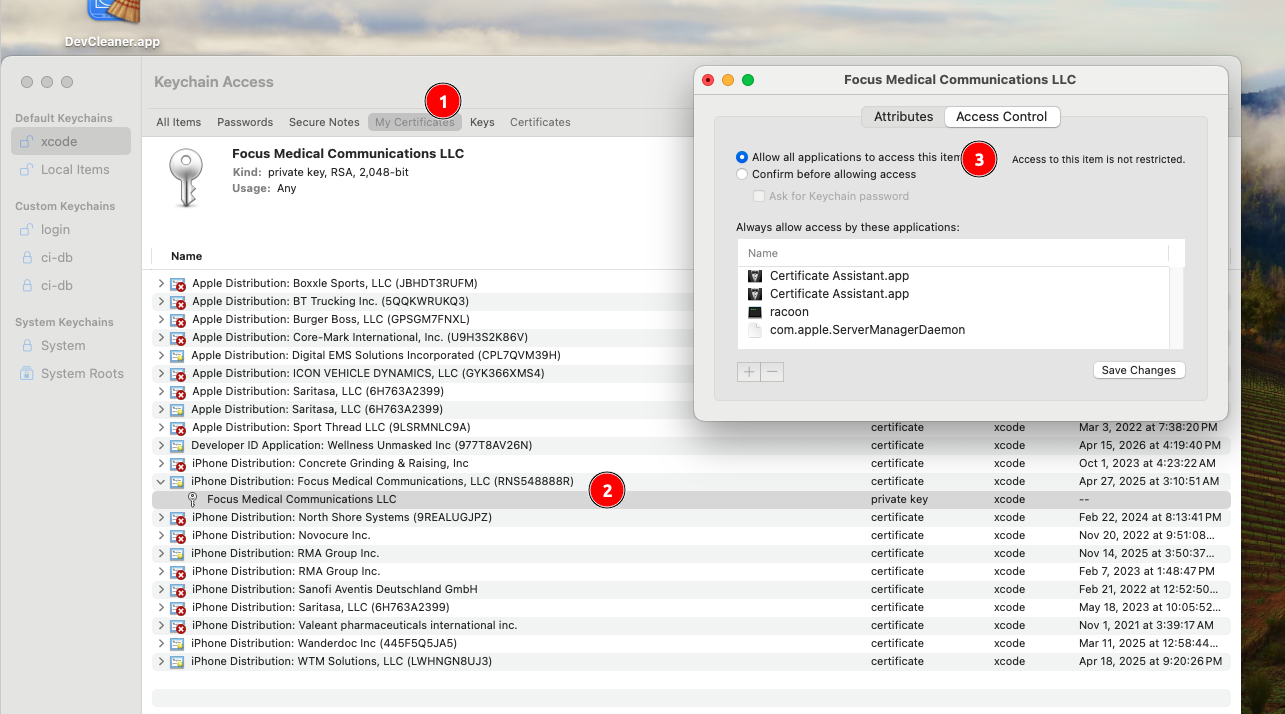 DevCleaner.app
Keychain Access
Default Keychains
xcode
Local Items
Custom Keychains
login
ci-db
ci-db
System Keychains
System
System Roots
1
All Items Passwords Secure Notes My Certificates Keys Certificates
Focus Medical Communications LLC
Kind: private key, RSA, 2,048-bit
Usage: Any
Name
Apple Distribution: Boxxle Sports, LLC (JBHDT3RUFM)
Apple Distribution: BT Trucking Inc. (5QQKWRUKQ3)
Apple Distribution: Burger Boss, LLC (GPSGM7FNXL)
Apple Distribution: Core-Mark International, Inc. (U9H3S2K86V)
Apple Distribution: Digital EMS Solutions Incorporated (CPL7QVM39H)
Apple Distribution: ICON VEHICLE DYNAMICS, LLC (GYK366XMS4)
Apple Distribution: Saritasa, LLC (6H763A2399)
Apple Distribution: Saritasa, LLC (6H763A2399)
Apple Distribution: Sport Thread LLC (9LSRMNLC9A) certificate xcode Mar 3, 2022 at 7:38:20 PM
Developer ID Application: Wellness Unmasked Inc (977T8AV26N) certificate xcode Apr 15, 2026 at 4:19:40 PM
iPhone Distribution: Concrete Grinding & Raising, Inc certificate xcode Oct 1, 2023 at 4:23:22 AM
iPhone Distribution: Focus Medical Communications, LLC (RNS548888R) certificate xcode Apr 27, 2025 at 3:10:51 AM
2
Focus Medical Communications LLC private key xcode --
iPhone Distribution: North Shore Systems (9REALUGJPZ) certificate xcode Feb 22, 2024 at 8:13:41 PM
iPhone Distribution: Novocure Inc. certificate xcode Nov 20, 2022 at 9:51:08...
iPhone Distribution: RMA Group Inc. certificate xcode Nov 14, 2025 at 3:50:37...
iPhone Distribution: RMA Group Inc. certificate xcode Feb 7, 2023 at 1:48:47 PM
iPhone Distribution: Sanofi Aventis Deutschland GmbH certificate xcode Feb 21, 2022 at 12:52:50...
iPhone Distribution: Saritasa, LLC (6H763A2399) certificate xcode May 18, 2023 at 10:05:52...
iPhone Distribution: Valeant pharmaceuticals international inc. certificate xcode Nov 1, 2021 at 3:39:17 AM
iPhone Distribution: Wanderdoc Inc (445F5Q5JA5) certificate xcode Mar 11, 2025 at 12:58:44...
iPhone Distribution: WTM Solutions, LLC (LWHNGN8UJ3) certificate xcode Apr 18, 2025 at 9:20:26 PM
Focus Medical Communications LLC
Attributes Access Control
Allow all applications to access this item
3
Access to this item is not restricted.
Confirm before allowing access
Ask for Keychain password
Always allow access by these applications:
Name
Certificate Assistant.app
Certificate Assistant.app
racoon
com.apple.ServerManagerDaemon
+ −
Save Changes